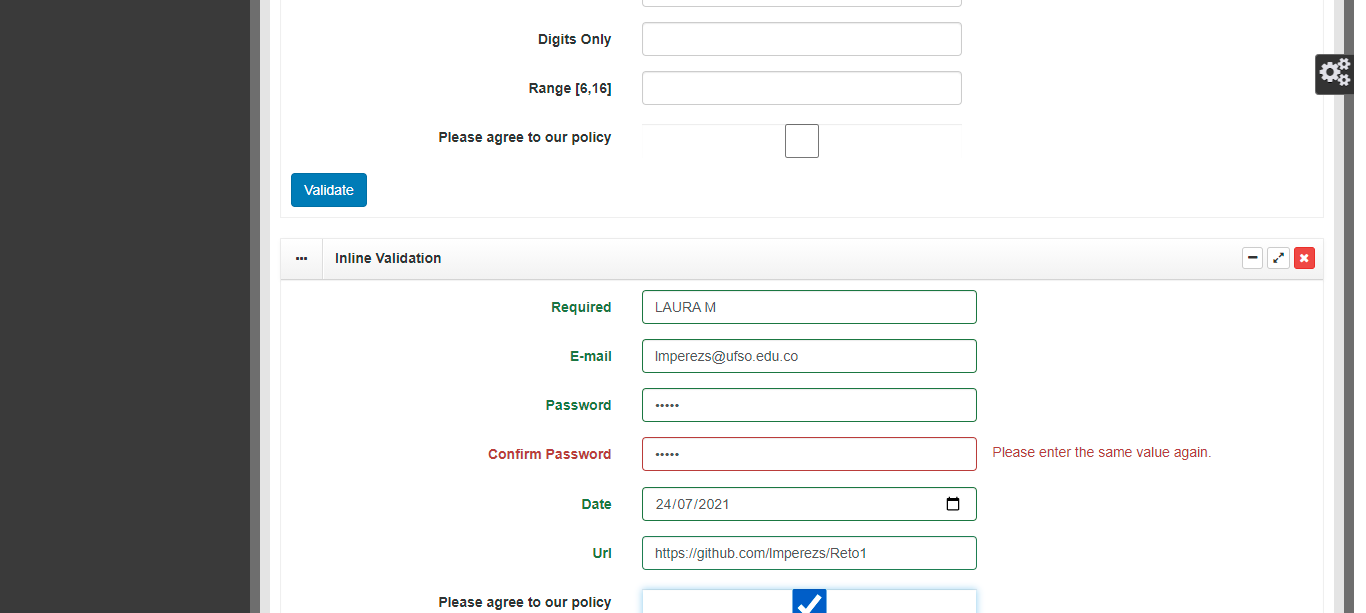 Digits Only
Range [6,16]
Please agree to our policy
Validate
Inline Validation
Required LAURA M
E-mail lmperezs@ufso.edu.co
Password •••••
Confirm Password ••••• Please enter the same value again.
Date 24/07/2021
Url https://github.com/lmperezs/Reto1
Please agree to our policy